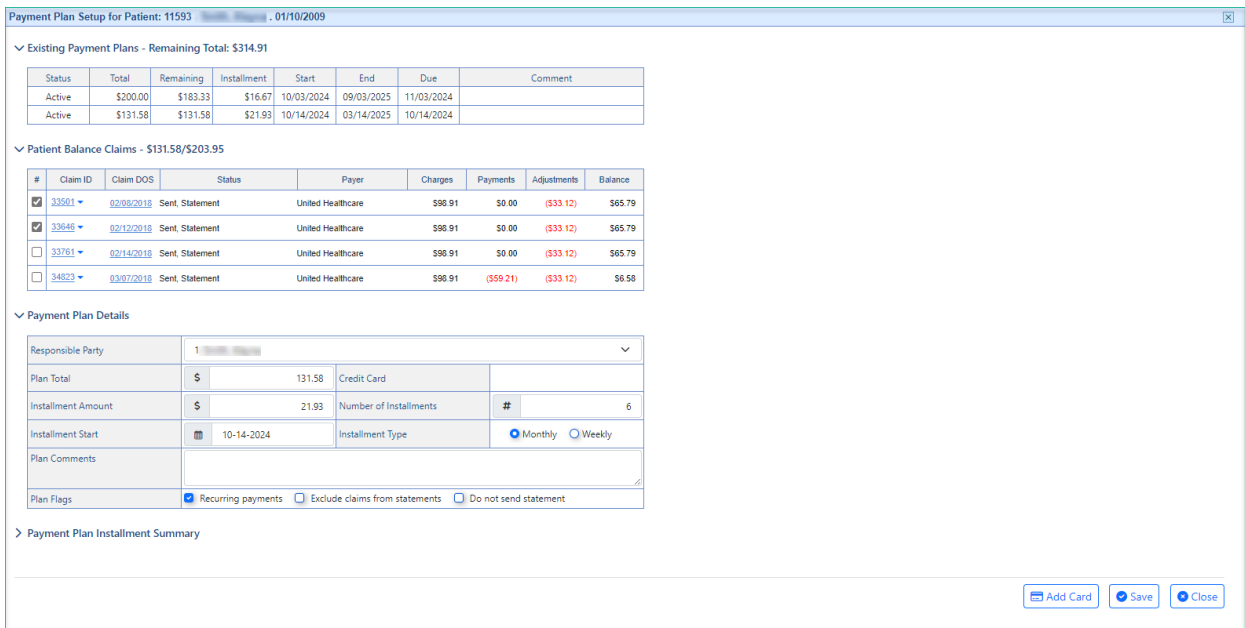 Payment Plan Setup for Patient: 11593 . 01/10/2009
Existing Payment Plans - Remaining Total: $314.91
Status Total Remaining Installment Start End Due Comment
Active $200.00 $183.33 $16.67 10/03/2024 09/03/2025 11/03/2024
Active $131.58 $131.58 $21.93 10/14/2024 03/14/2025 10/14/2024
Patient Balance Claims - $131.58/$203.95
# Claim ID Claim DOS Status Payer Charges Payments Adjustments Balance
33501 02/08/2018 Sent, Statement United Healthcare $98.91 $0.00 ($33.12) $65.79
33646 02/12/2018 Sent, Statement United Healthcare $98.91 $0.00 ($33.12) $65.79
33761 02/14/2018 Sent, Statement United Healthcare $98.91 $0.00 ($33.12) $65.79
34823 03/07/2018 Sent, Statement United Healthcare $98.91 ($59.21) ($33.12) $6.58
Payment Plan Details
Responsible Party 1
Plan Total $ 131.58 Credit Card
Installment Amount $ 21.93 Number of Installments # 6
Installment Start 10-14-2024 Installment Type Monthly Weekly
Plan Comments
Plan Flags Recurring payments Exclude claims from statements Do not send statement
Payment Plan Installment Summary
Add Card Save Close